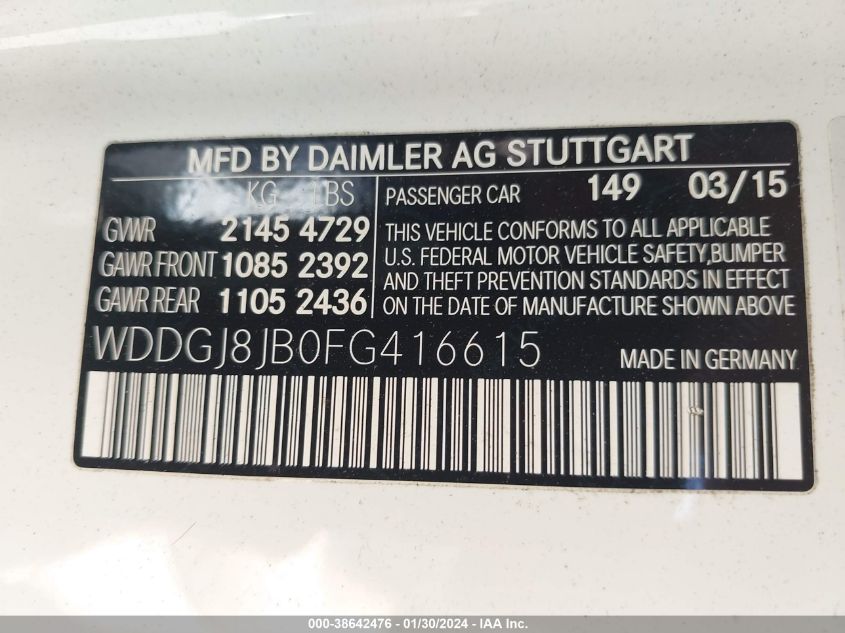 MFD BY DAIMLER AG STUTTGART
KG LBS
GVWR 2145 4729
GAWR FRONT 1085 2392
GAWR REAR 1105 2436
PASSENGER CAR 149 03/15
THIS VEHICLE CONFORMS TO ALL APPLICABLE
U.S. FEDERAL MOTOR VEHICLE SAFETY,BUMPER
AND THEFT PREVENTION STANDARDS IN EFFECT
ON THE DATE OF MANUFACTURE SHOWN ABOVE
WDDGJ8JB0FG416615 MADE IN GERMANY
000-38642476 - 01/30/2024 - IAA Inc.